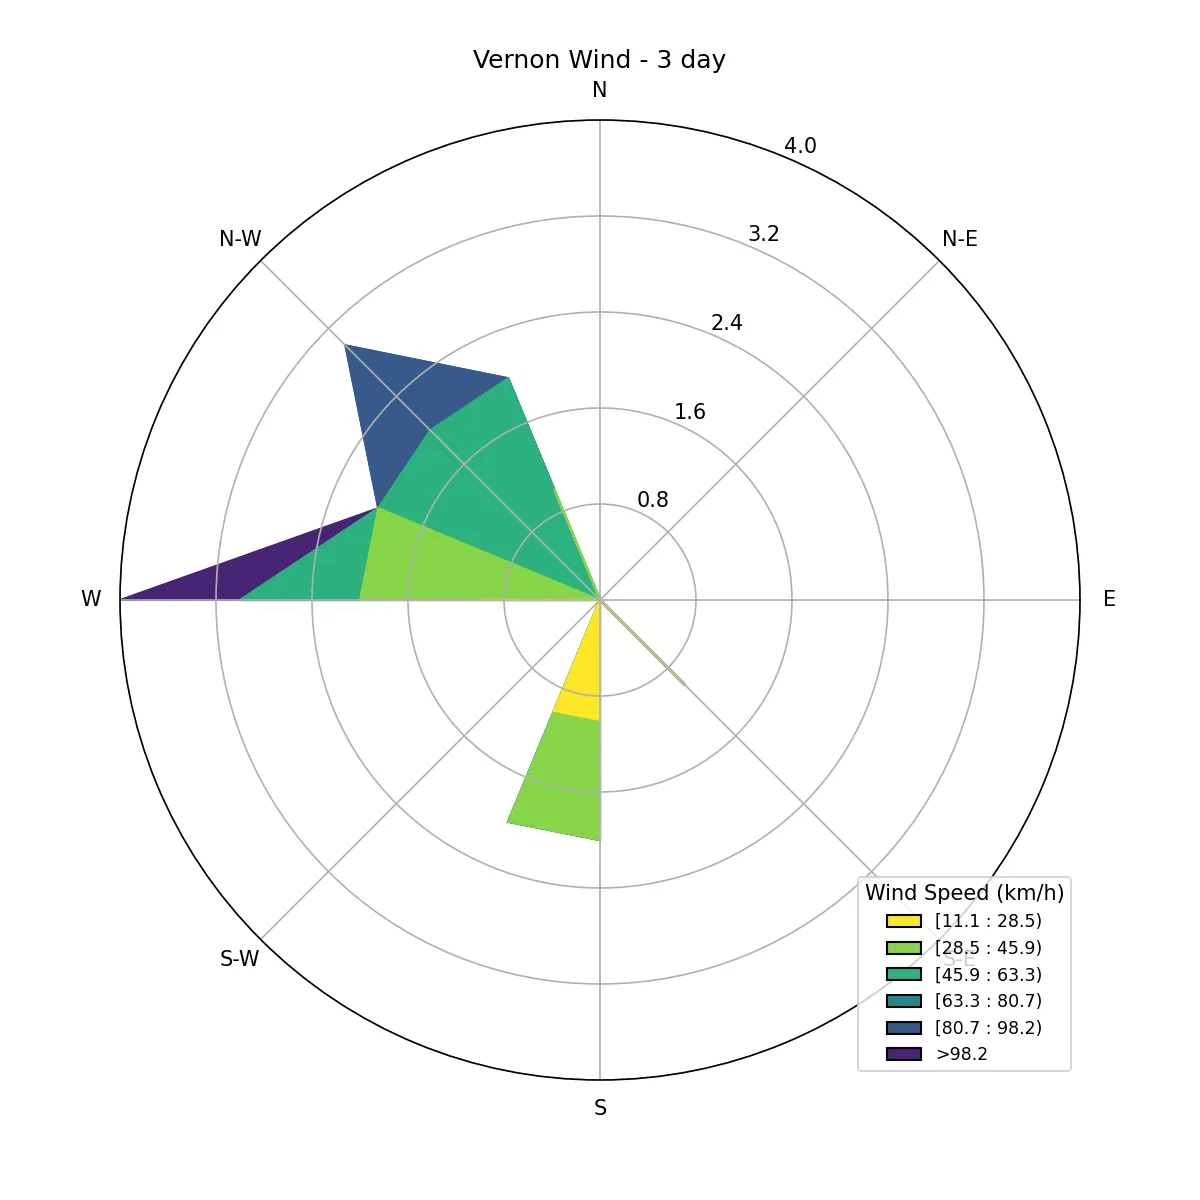 Vernon Wind - 3 day
N
4.0
3.2
N-W
N-E
2.4
1.6
0.8
W
E
S-W
S-E
Wind Speed (km/h)
[11.1 : 28.5)
[28.5 : 45.9)
[45.9 : 63.3)
[63.3 : 80.7)
[80.7 : 98.2)
>98.2
S